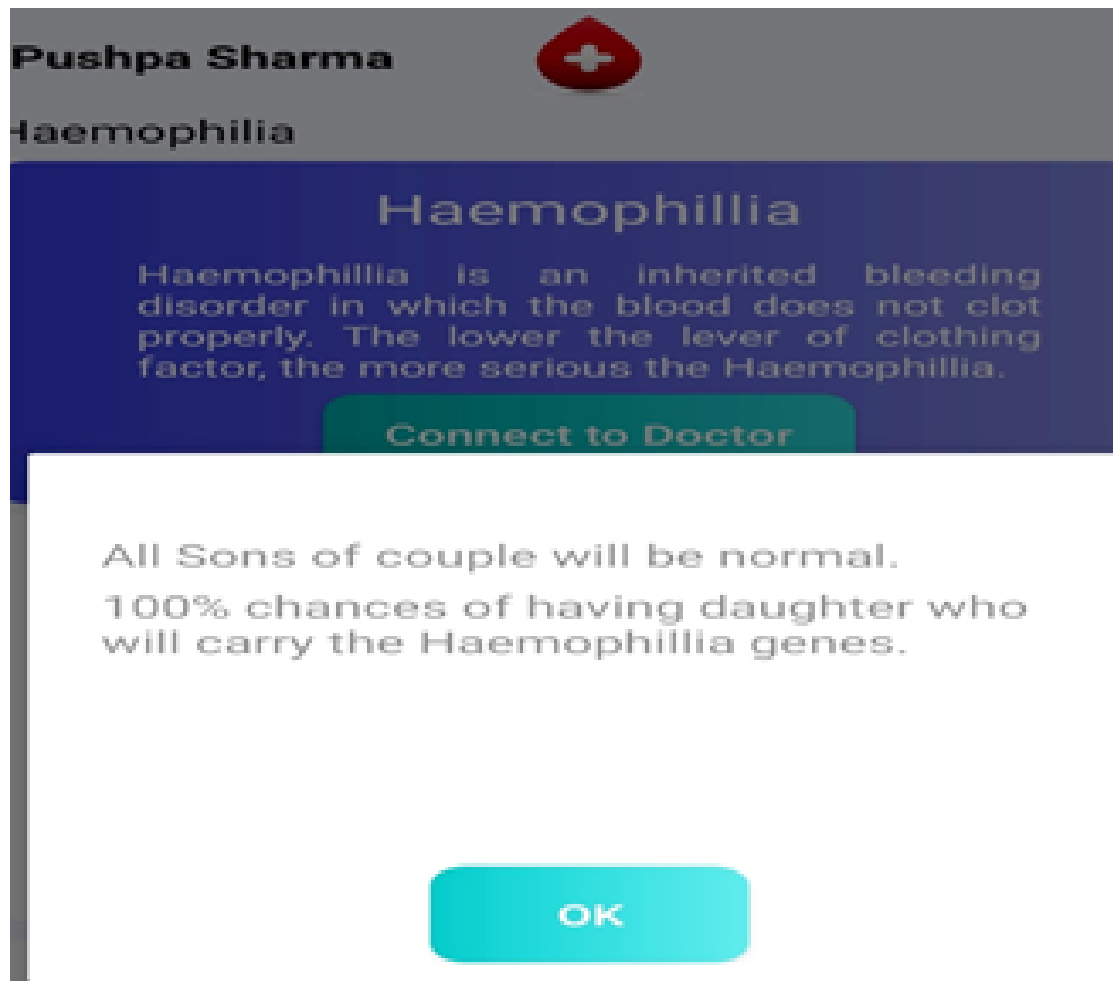 Pushpa Sharma
Haemophilia
Haemophillia
Haemophillia is an inherited bleeding
disorder in which the blood does not clot
properly. The lower the lever of clothing
factor, the more serious the Haemophillia.
Connect to Doctor
All Sons of couple will be normal.
100% chances of having daughter who
will carry the Haemophillia genes.
OK